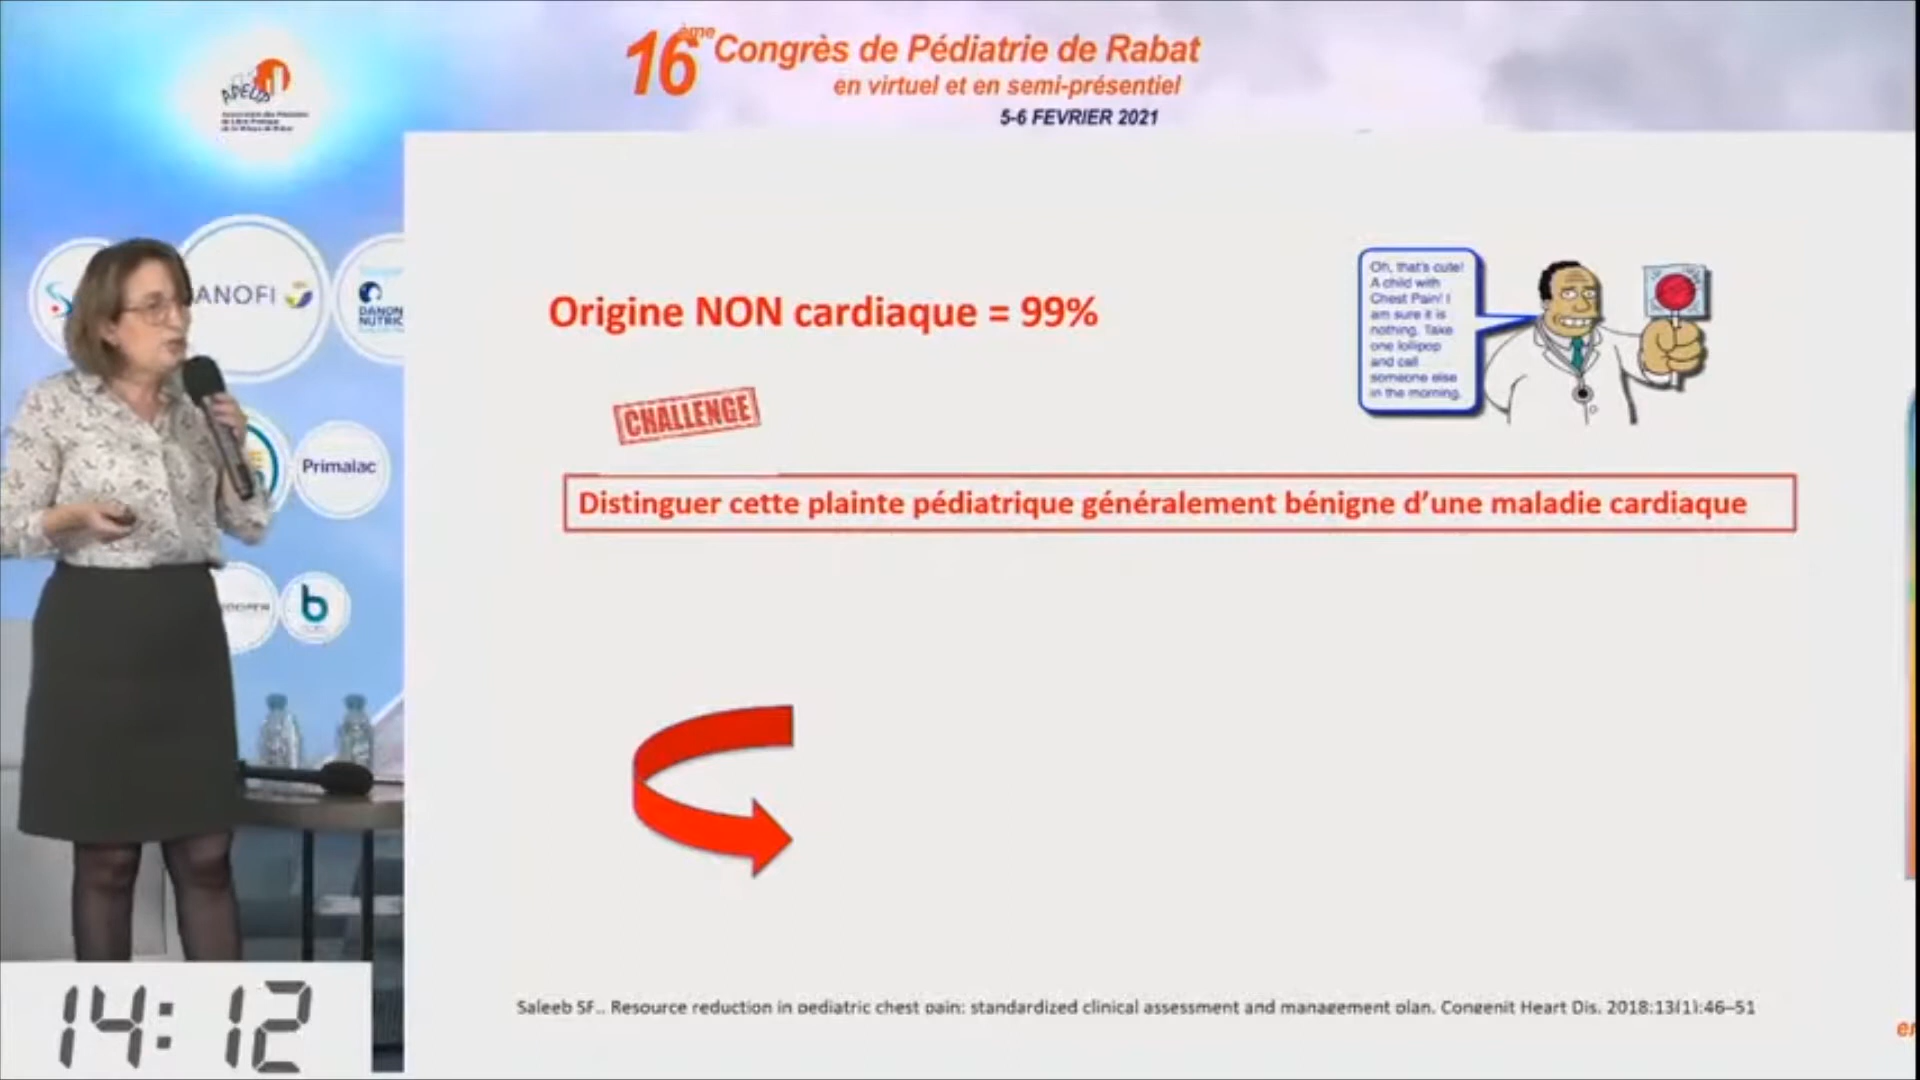 16ème Congrès de Pédiatrie de Rabat
en virtuel et en semi-présentiel
5-6 FEVRIER 2021
ANOFI
DANON
NUTRIC
Primalac
b
Origine NON cardiaque = 99%
Oh, that's cute!
A child with
Chest Pain! I
am sure it is
nothing. Take
one lollipop
and call
someone else
in the morning.
CHALLENGE
Distinguer cette plainte pédiatrique généralement bénigne d'une maladie cardiaque
Saleeb SF.. Resource reduction in pediatric chest pain: standardized clinical assessment and management plan. Congenit Heart Dis. 2018;13(1):46–51
14:12